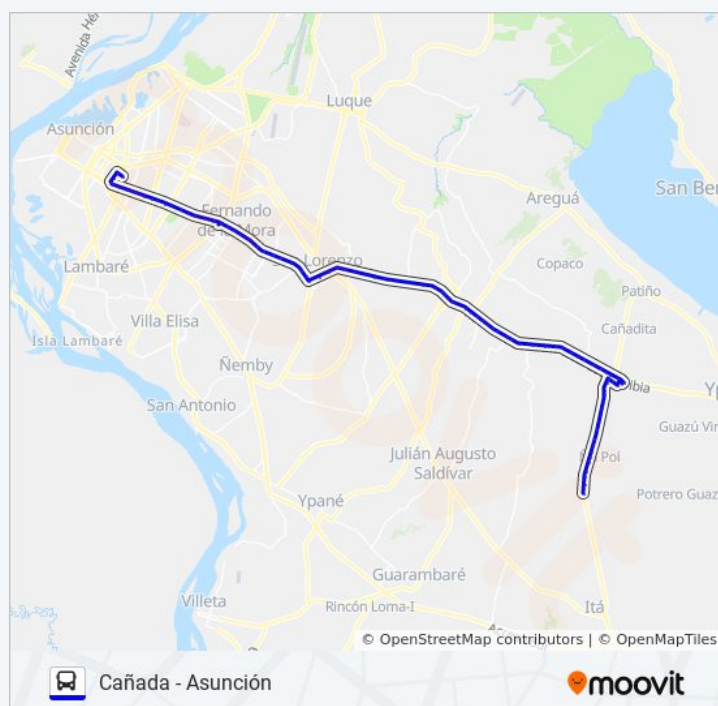 Avenida Hé
Luque
Asunción
San Ber
Areguá
Fernando
de la Mora
San Lorenzo
Lambaré
Copaco
Patiño
Villa Elisa
Cañadita
Isla Lambaré
Ñemby
San Antonio
Guazú Vir
Julián Augusto
Saldívar
Potrero Guaz
Ypané
Guarambaré
Villeta
Rincón Loma-I
Itá
© OpenStreetMap contributors | © OpenMapTiles
Cañada - Asunción
moovit